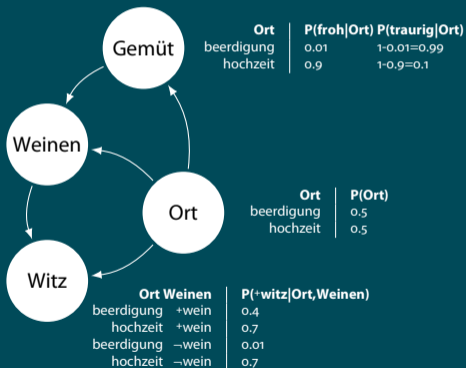 Gemüt
Ort P(froh|Ort) P(traurig|Ort)
beerdigung 0.01 1-0.01=0.99
hochzeit 0.9 1-0.9=0.1
Weinen
Ort
Ort P(Ort)
beerdigung 0.5
hochzeit 0.5
Witz
Ort Weinen P(⁺witz|Ort,Weinen)
beerdigung ⁺wein 0.4
hochzeit ⁺wein 0.7
beerdigung ¬wein 0.01
hochzeit ¬wein 0.7